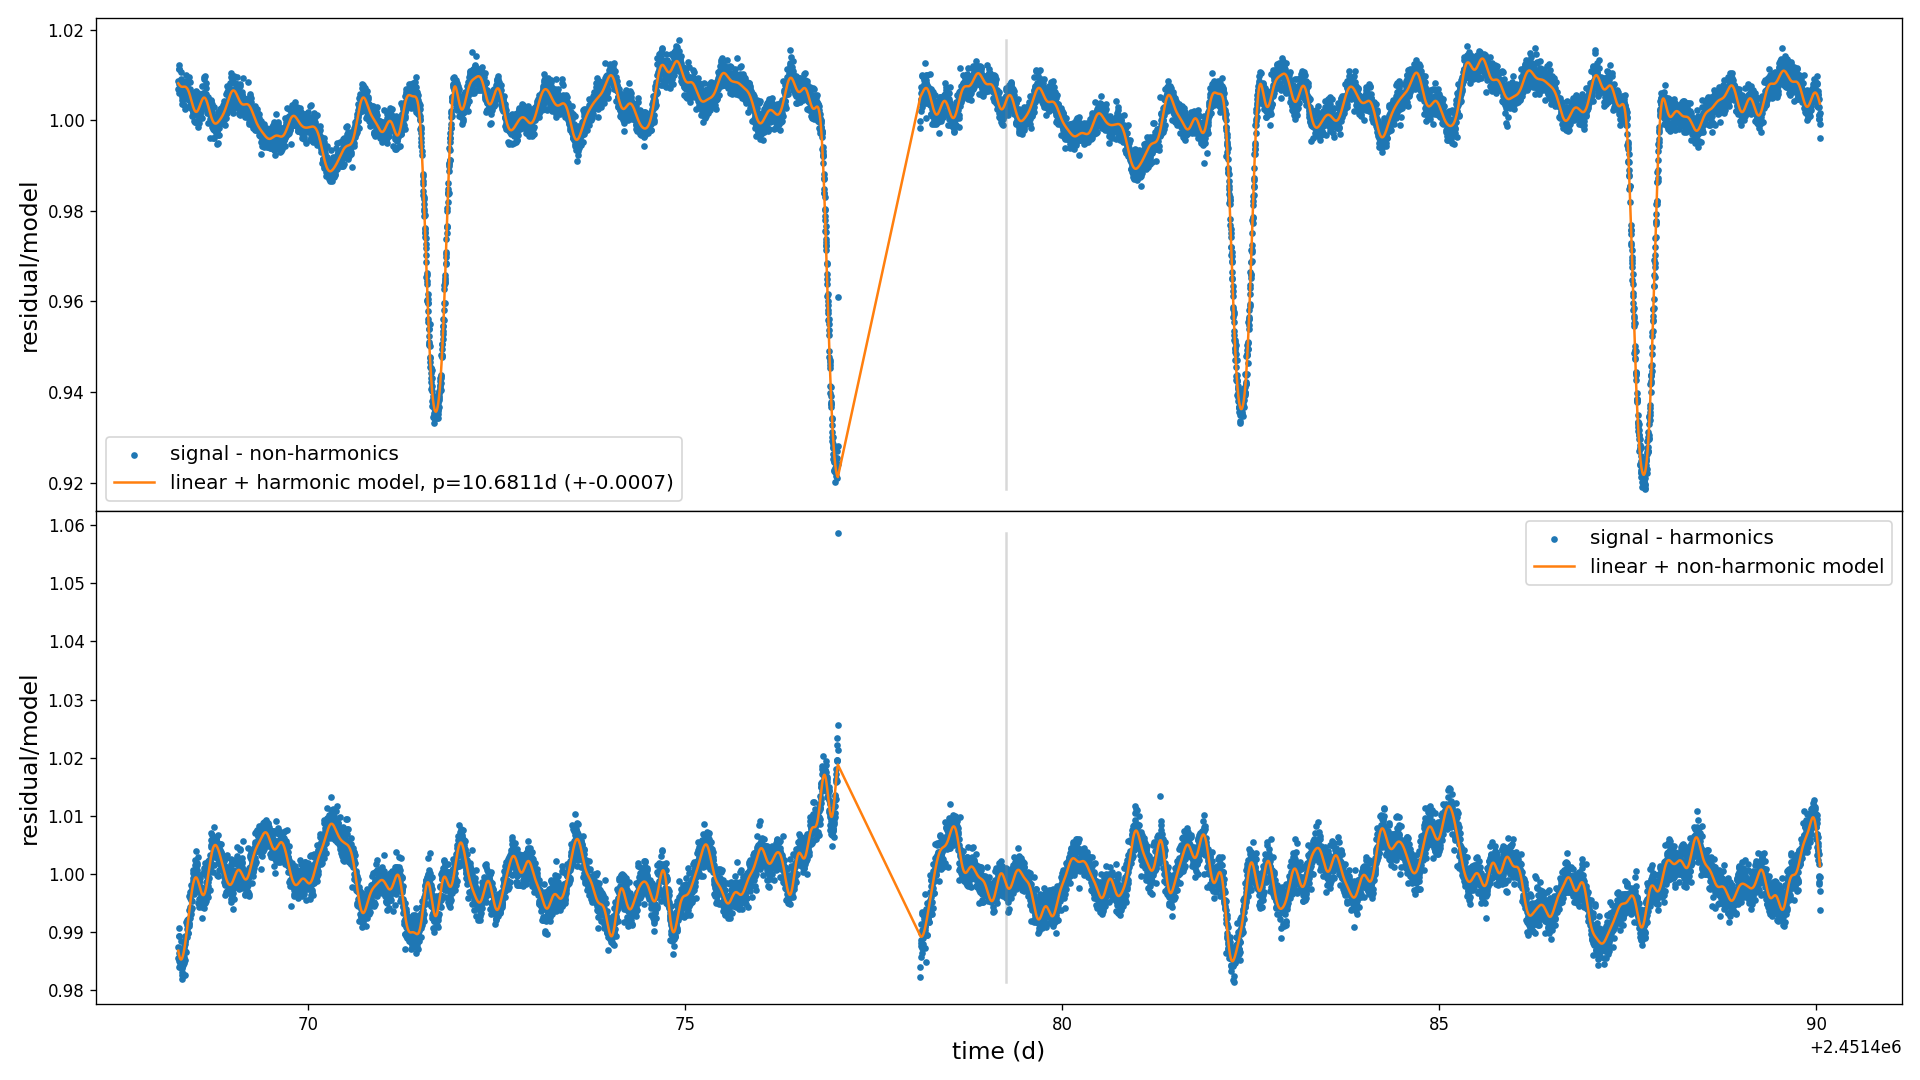 1.02
1.00
0.98
0.96
0.94
0.92
residual/model
signal - non-harmonics
linear + harmonic model, p=10.6811d (+-0.0007)
1.06
1.05
1.04
1.03
1.02
1.01
1.00
0.99
0.98
residual/model
signal - harmonics
linear + non-harmonic model
70
75
80
85
90
time (d)
+2.4514e6